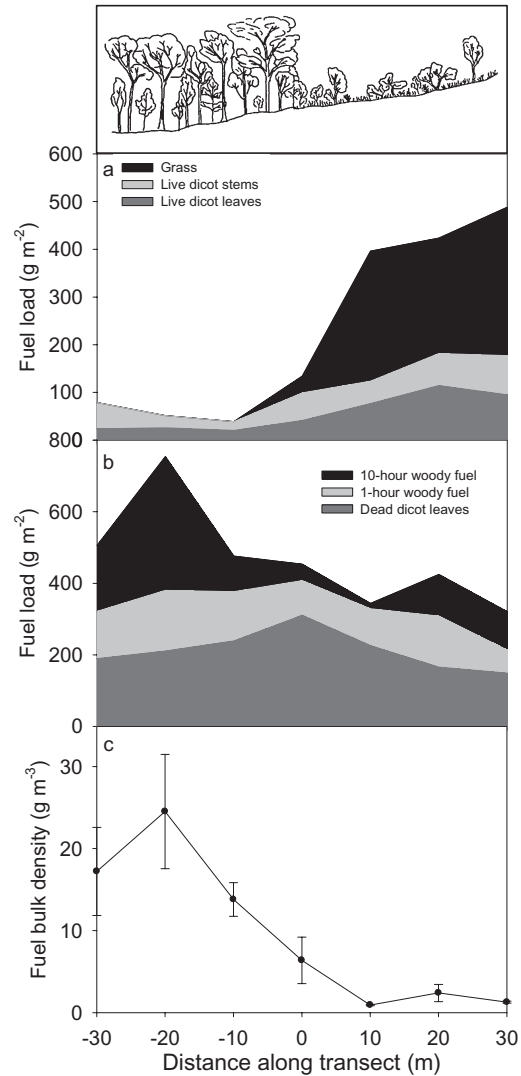 600
a
Grass
Live dicot stems
Live dicot leaves
500
400
300
200
100
0
Fuel load (g m⁻²)
800
b
10-hour woody fuel
1-hour woody fuel
Dead dicot leaves
600
400
200
0
Fuel load (g m⁻²)
c
30
20
10
0
Fuel bulk density (g m⁻³)
-30 -20 -10 0 10 20 30
Distance along transect (m)